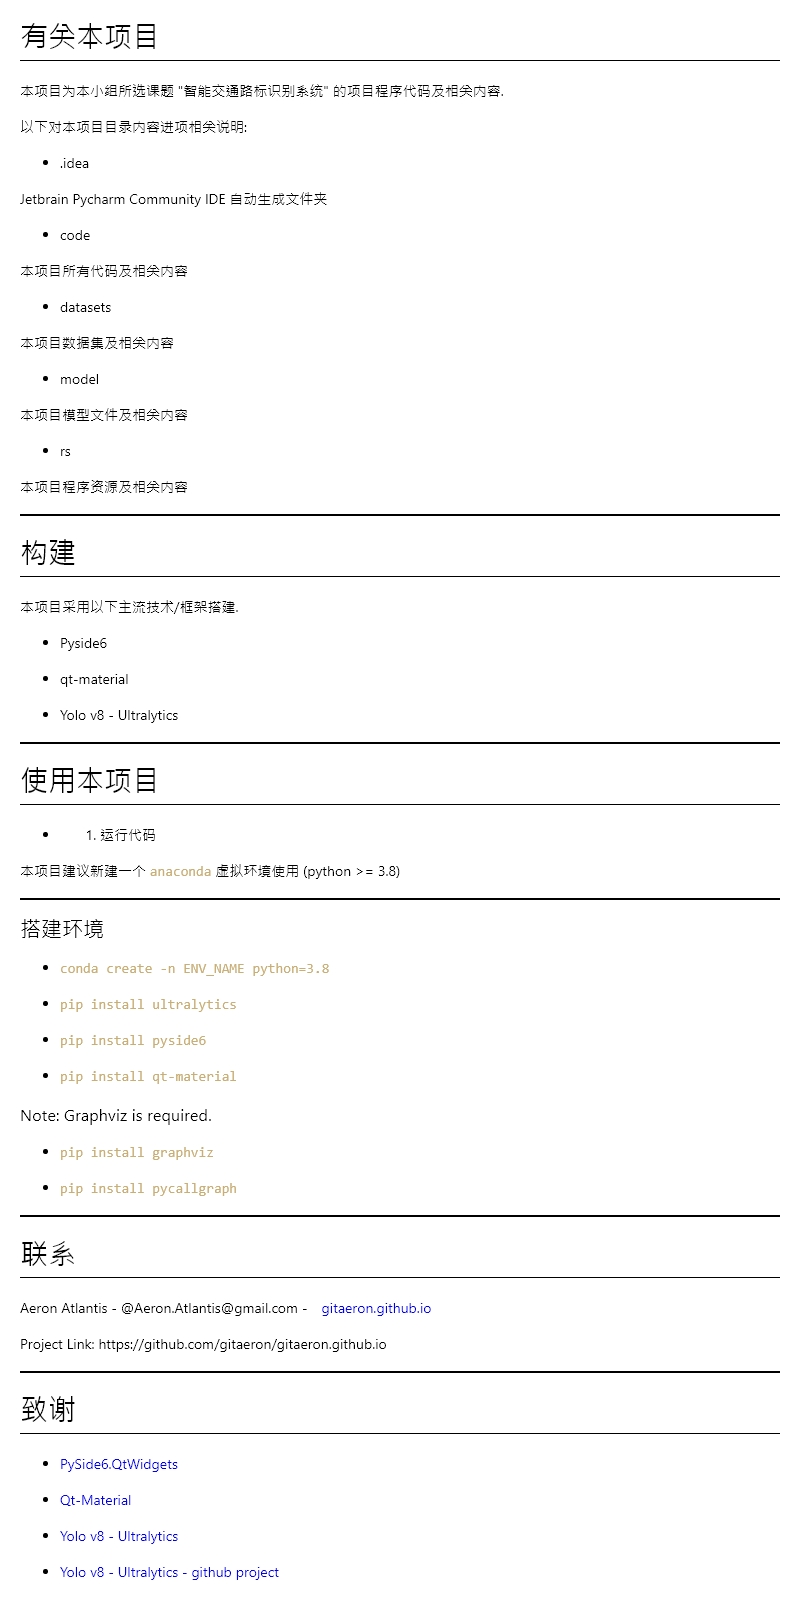 有关本项目
本项目为本小组所选课题 "智能交通路标识别系统" 的项目程序代码及相关内容.
以下对本项目目录内容进项相关说明:
• .idea
Jetbrain Pycharm Community IDE 自动生成文件夹
• code
本项目所有代码及相关内容
• datasets
本项目数据集及相关内容
• model
本项目模型文件及相关内容
• rs
本项目程序资源及相关内容
构建
本项目采用以下主流技术/框架搭建.
• Pyside6
• qt-material
• Yolo v8 - Ultralytics
使用本项目
• 1. 运行代码
本项目建议新建一个 anaconda 虚拟环境使用 (python >= 3.8)
搭建环境
• conda create -n ENV_NAME python=3.8
• pip install ultralytics
• pip install pyside6
• pip install qt-material
Note: Graphviz is required.
• pip install graphviz
• pip install pycallgraph
联系
Aeron Atlantis - @Aeron.Atlantis@gmail.com - gitaeron.github.io
Project Link: https://github.com/gitaeron/gitaeron.github.io
致谢
• PySide6.QtWidgets
• Qt-Material
• Yolo v8 - Ultralytics
• Yolo v8 - Ultralytics - github project